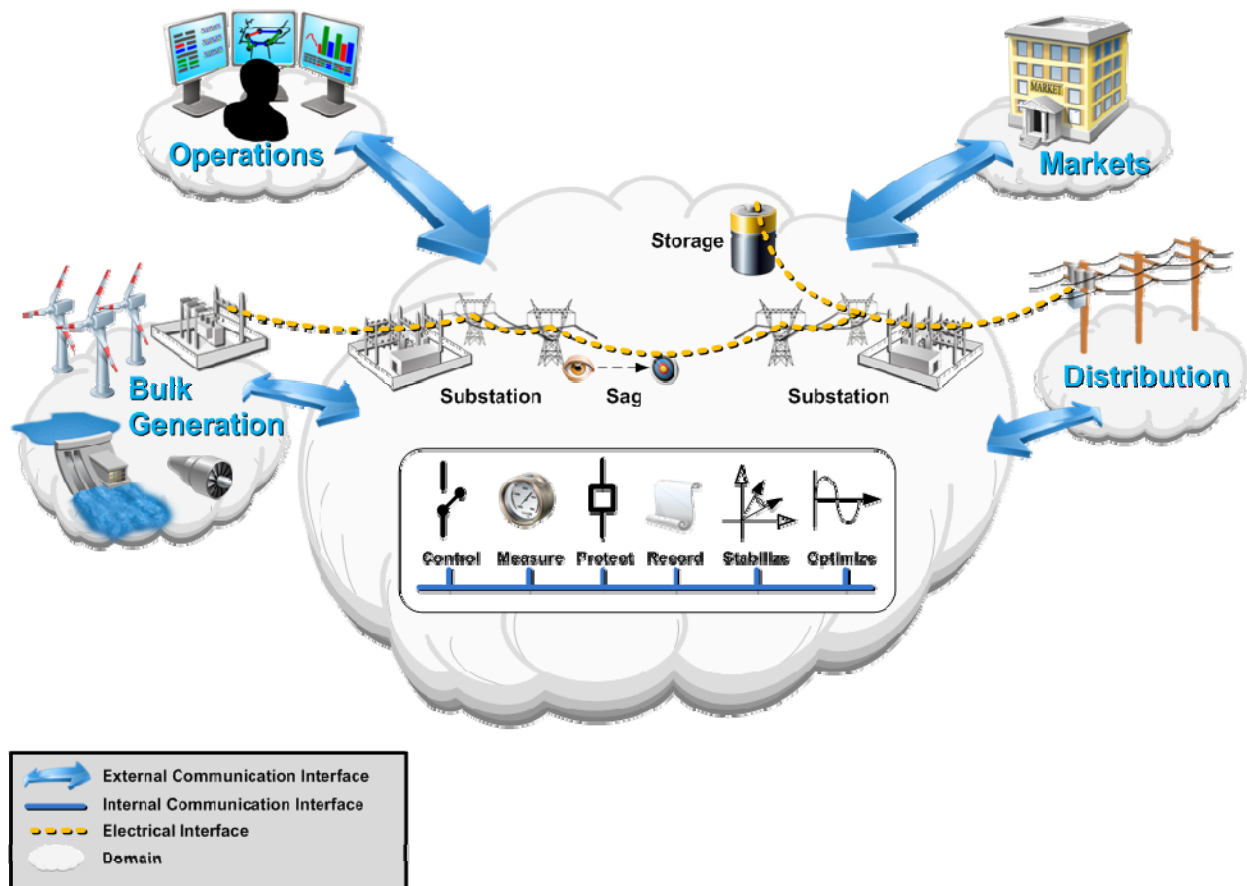 Operations
MARKET
Markets
Storage
Bulk
Generation
Substation
Sag
Substation
Distribution
Control
Measure
Protect
Record
Stabilize
Optimize
External Communication Interface
Internal Communication Interface
Electrical Interface
Domain